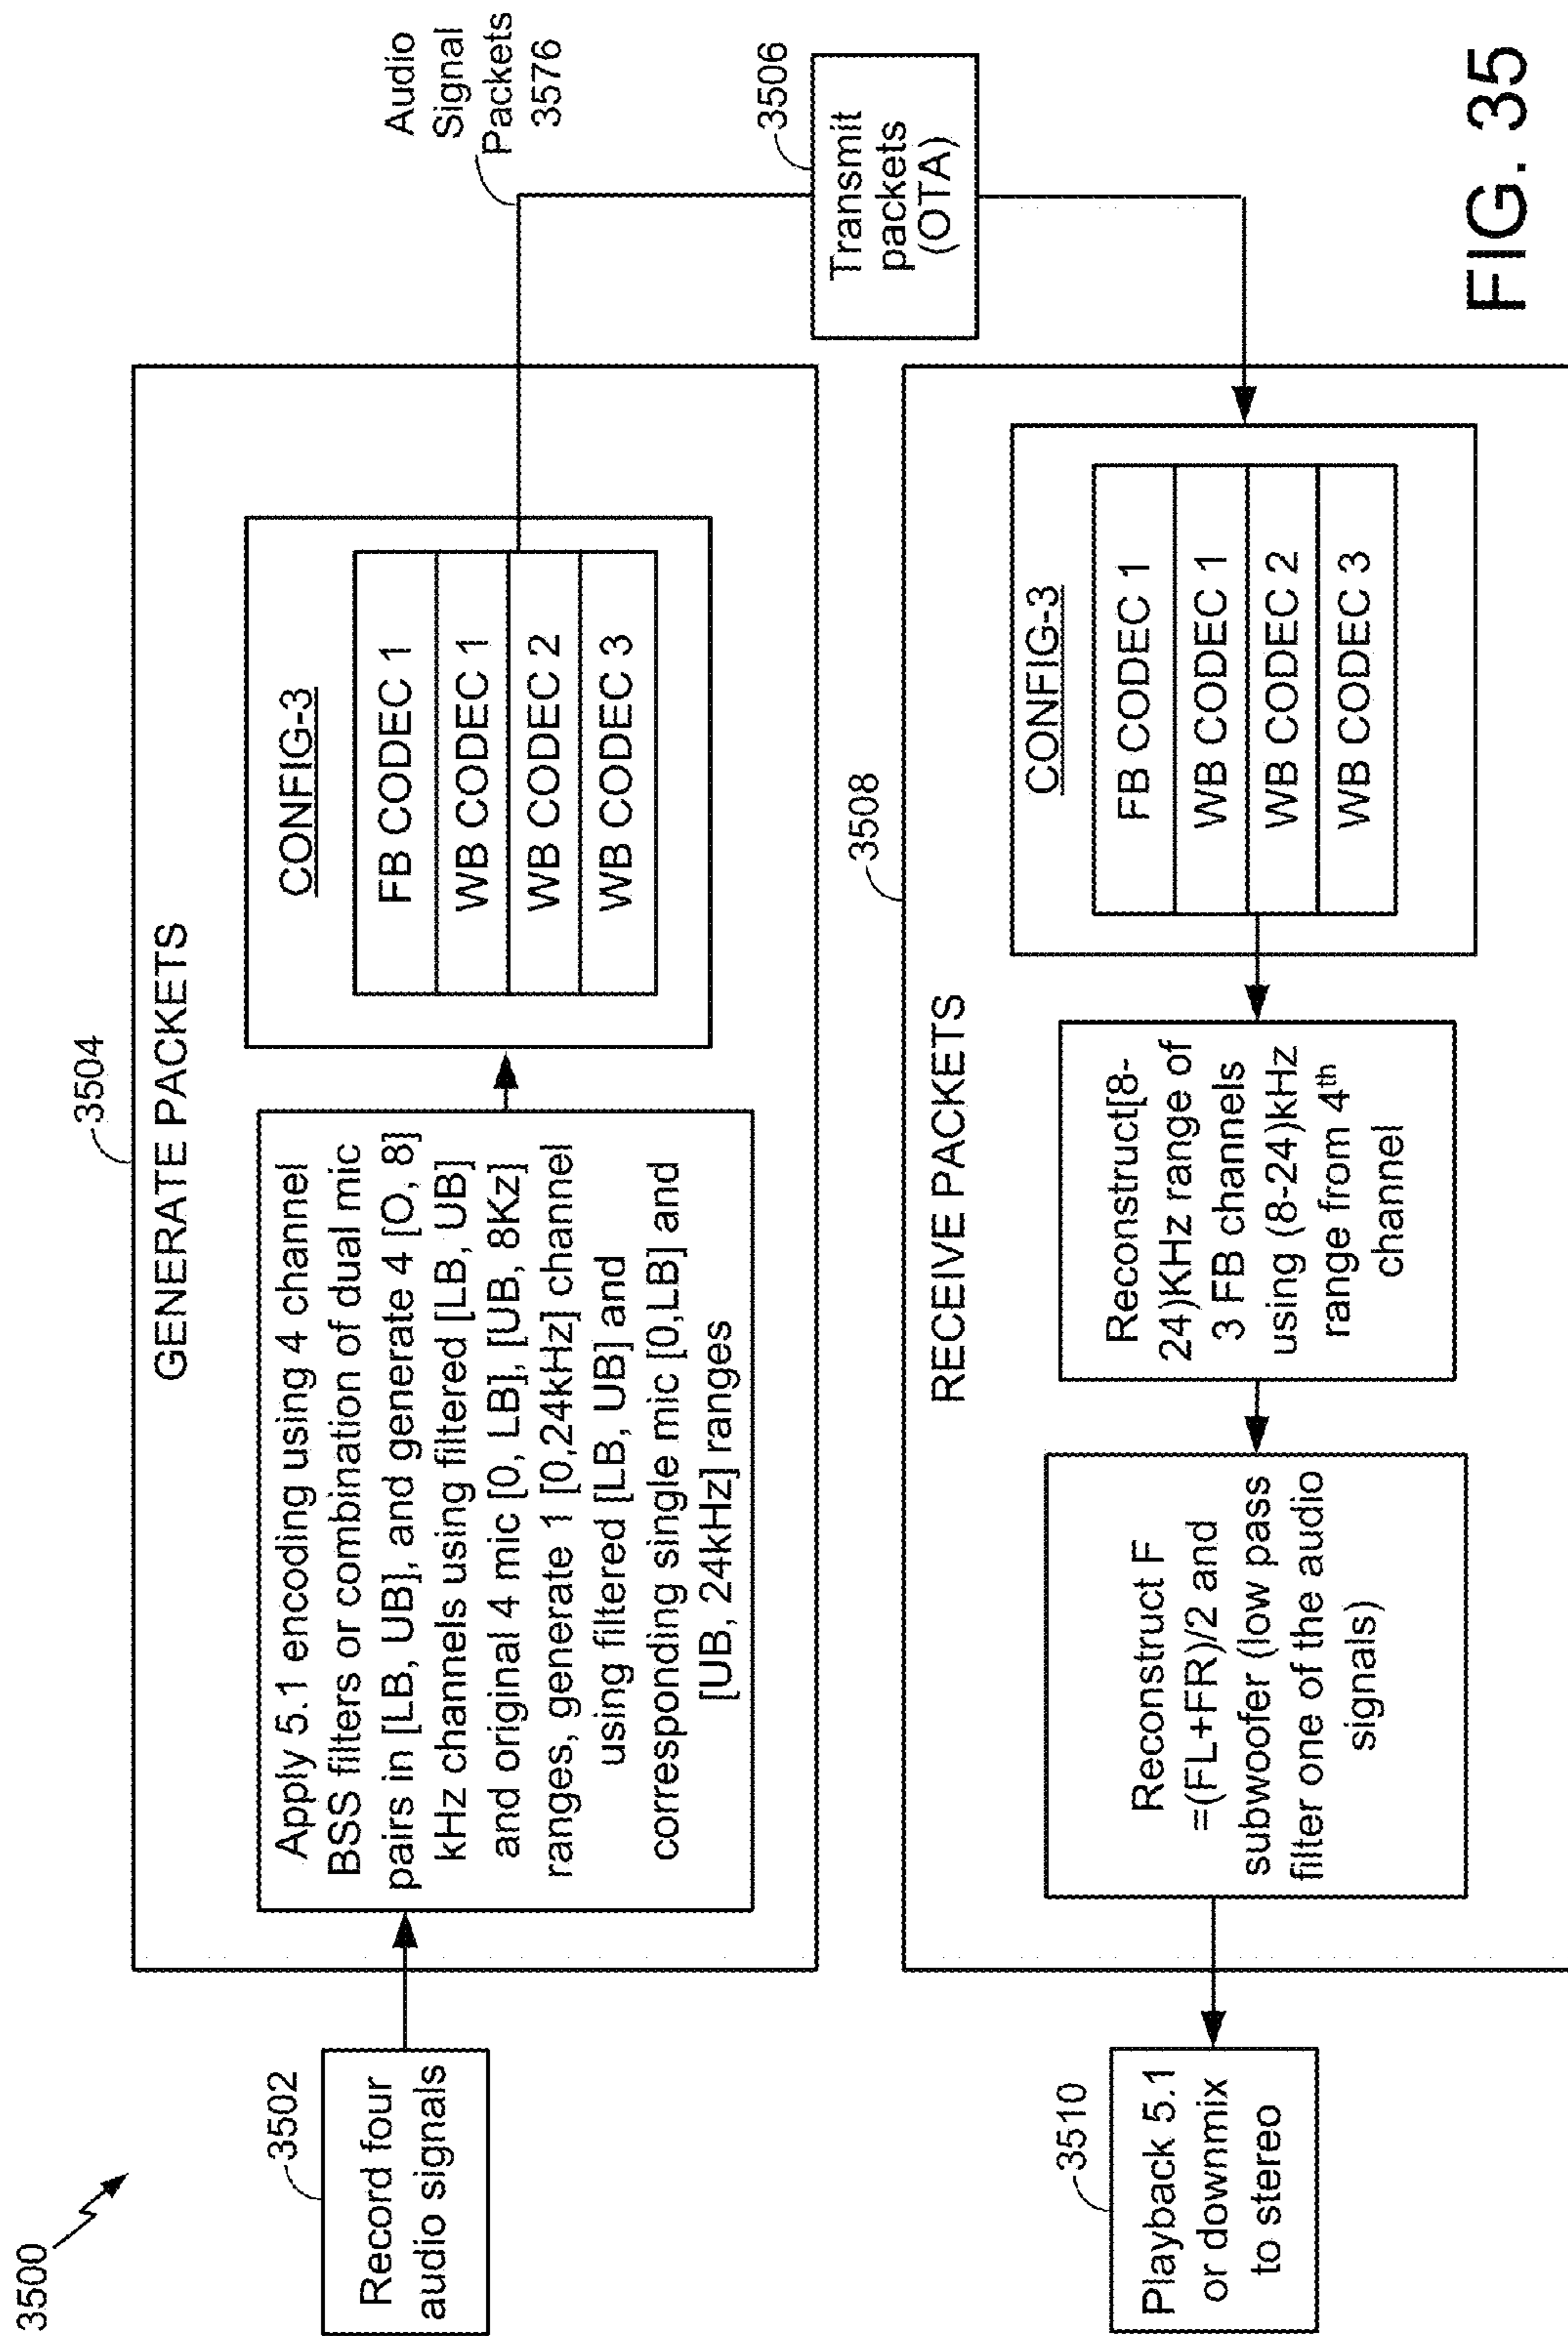 3500
3502
Record four
audio signals
3504
GENERATE PACKETS
Apply 5.1 encoding using 4 channel
BSS filters or combination of dual mic
pairs in [LB, UB], and generate 4 [O, 8]
kHz channels using filtered [LB, UB]
and original 4 mic [0, LB], [UB, 8Kz]
ranges, generate 1 [0,24kHz] channel
using filtered [LB, UB] and
corresponding single mic [0,LB] and
[UB, 24kHz] ranges
CONFIG-3
FB CODEC 1
WB CODEC 1
WB CODEC 2
WB CODEC 3
Audio
Signal
Packets
3576
3506
Transmit
packets
(OTA)
3508
RECEIVE PACKETS
CONFIG-3
FB CODEC 1
WB CODEC 1
WB CODEC 2
WB CODEC 3
Reconstruct[8-
24)KHz range of
3 FB channels
using (8-24)kHz
range from 4th
channel
Reconstruct F
=(FL+FR)/2 and
subwoofer (low pass
filter one of the audio
signals)
3510
Playback 5.1
or downmix
to stereo
FIG. 35